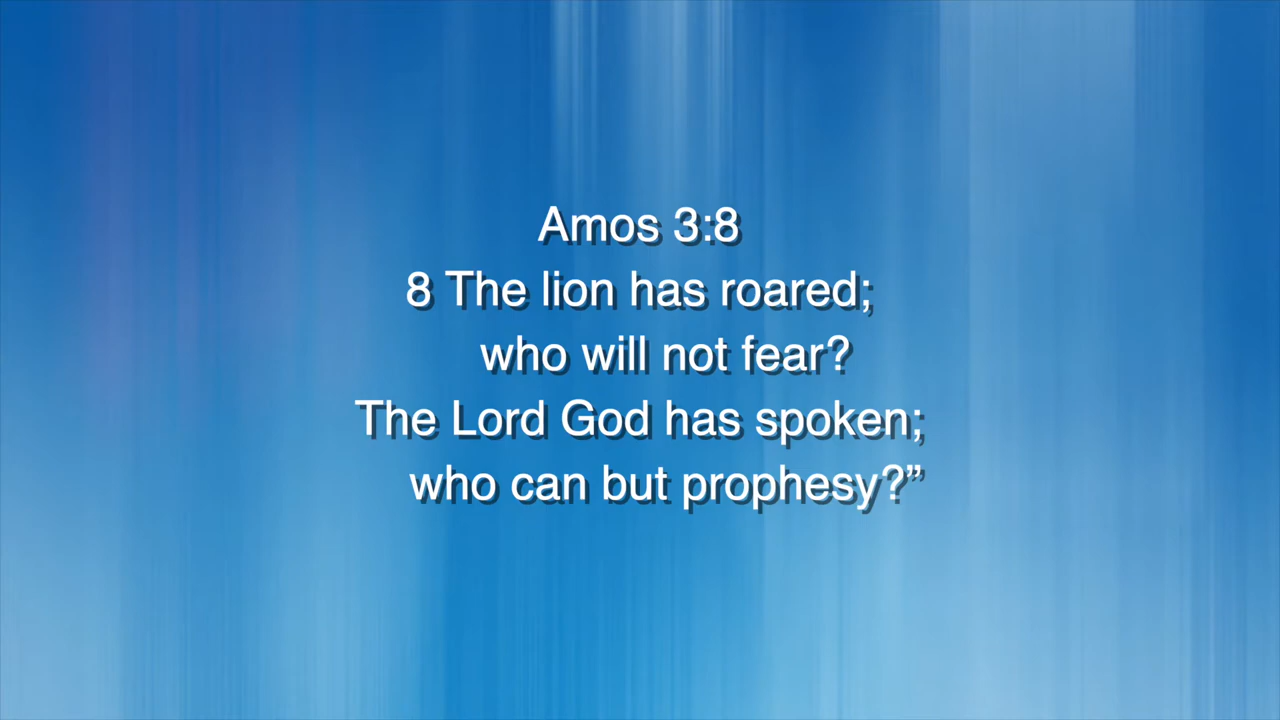 Amos 3:8
8 The lion has roared;
who will not fear?
The Lord God has spoken;
who can but prophesy?”